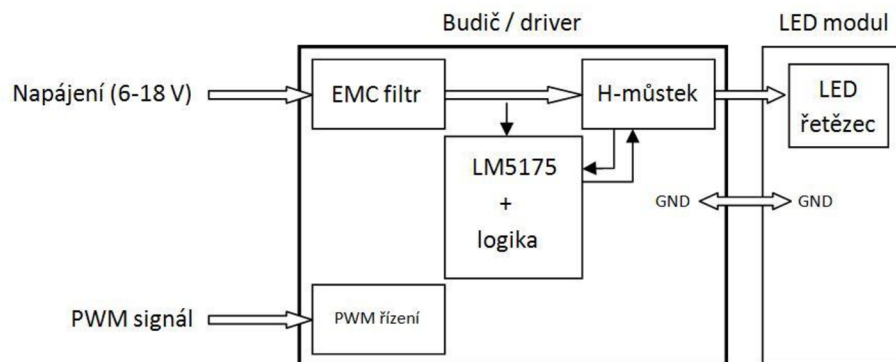 Budič / driver
LED modul
Napájení (6-18 V)
EMC filtr
H-můstek
LED
řetězec
LM5175
+
logika
GND
GND
PWM signál
PWM řízení